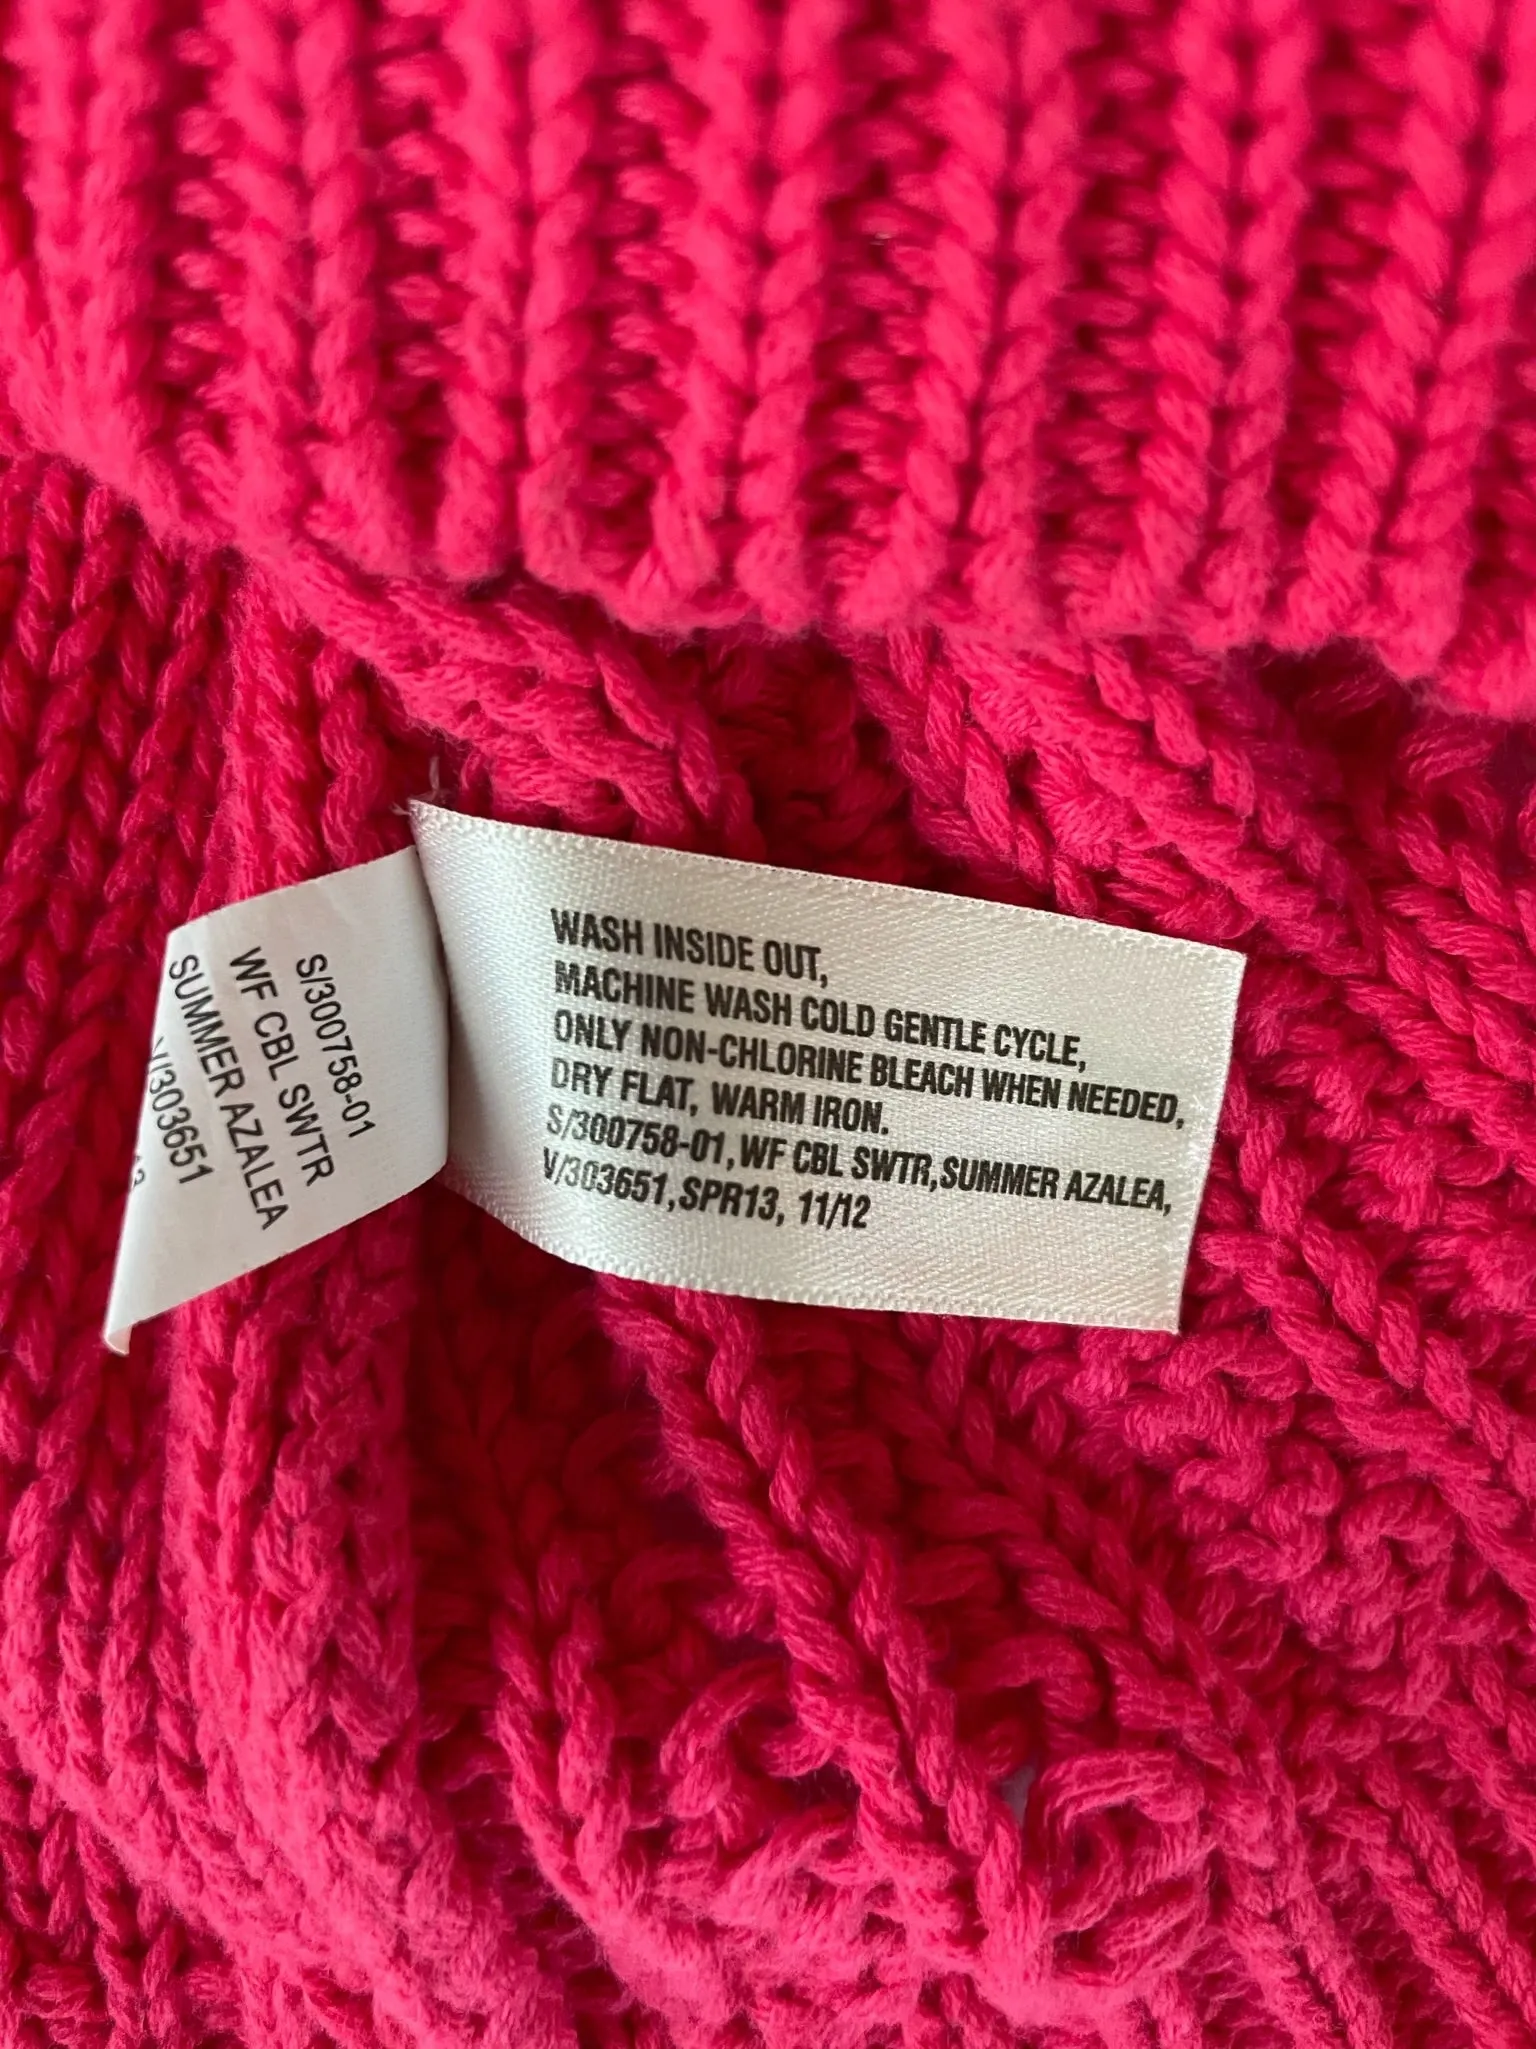 S/300758-01
WF CBL SWTR
SUMMER AZALEA
V/303651
WASH INSIDE OUT,
MACHINE WASH COLD GENTLE CYCLE,
ONLY NON-CHLORINE BLEACH WHEN NEEDED,
DRY FLAT, WARM IRON.
S/300758-01, WF CBL SWTR, SUMMER AZALEA,
V/303651, SPR13, 11/12